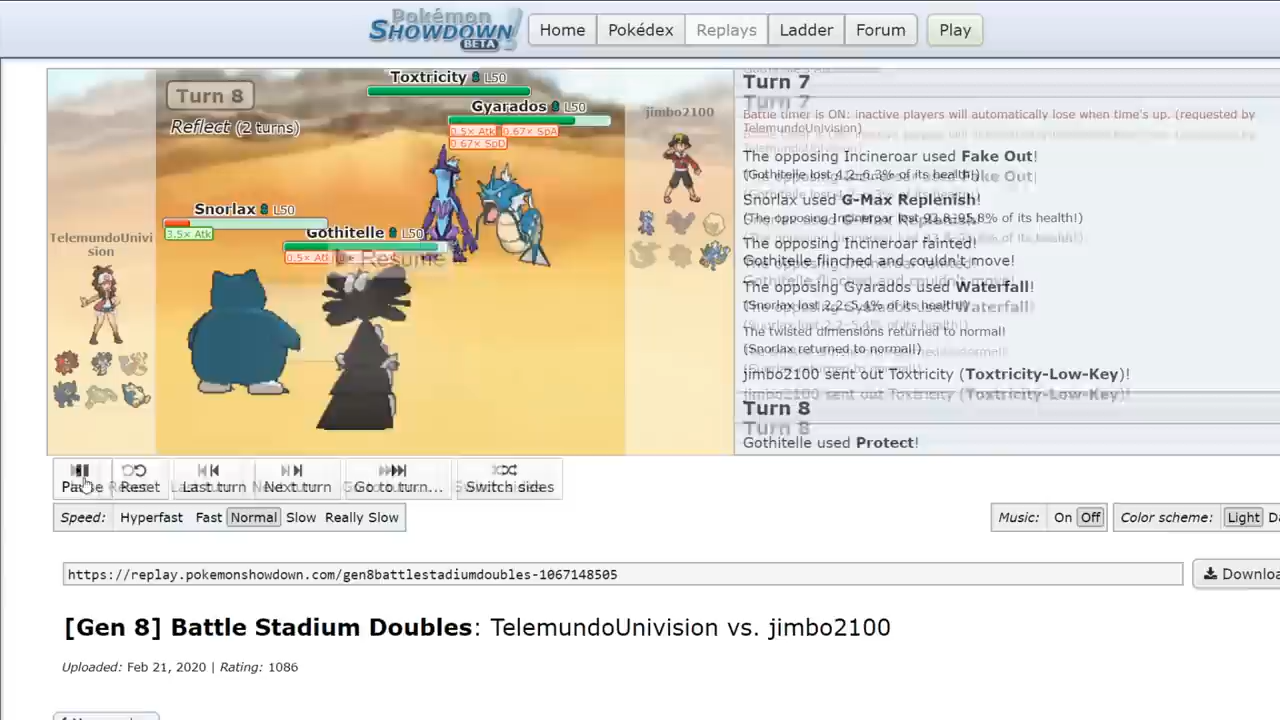 Pokémon
SHOWDOWN!
BETA
Home
Pokédex
Replays
Ladder
Forum
Play
Turn 8
Reflect (2 turns)
Toxtricity L50
Gyarados L50
0.5× Atk 0.67× SpA
0.67× SpD
jimbo2100
TelemundoUnivi
sion
Snorlax L50
3.5× Atk
Gothitelle L50
0.5× Atk
Resume
Turn 7
Battle timer is ON: inactive players will automatically lose when time's up. (requested by
TelemundoUnivision)
The opposing Incineroar used Fake Out!
(Gothitelle lost 4.2-6.3% of its health!)
Snorlax used G-Max Replenish!
(The opposing Incineroar lost 93.8-95.8% of its health!)
The opposing Incineroar fainted!
Gothitelle flinched and couldn't move!
The opposing Gyarados used Waterfall!
(Snorlax lost 2.2-5.4% of its health!)
The twisted dimensions returned to normal!
(Snorlax returned to normal!)
jimbo2100 sent out Toxtricity (Toxtricity-Low-Key)!
Turn 8
Gothitelle used Protect!
Pause
Reset
Last turn
Next turn
Go to turn...
Switch sides
Speed: Hyperfast Fast Normal Slow Really Slow
Music: On Off
Color scheme: Light
https://replay.pokemonshowdown.com/gen8battlestadiumdoubles-1067148505
[Gen 8] Battle Stadium Doubles: TelemundoUnivision vs. jimbo2100
Uploaded: Feb 21, 2020 | Rating: 1086